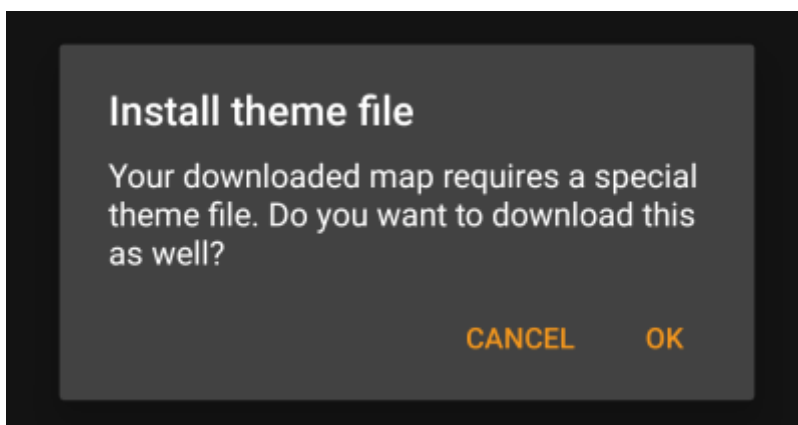 Install theme file
Your downloaded map requires a special
theme file. Do you want to download this
as well?
CANCEL OK